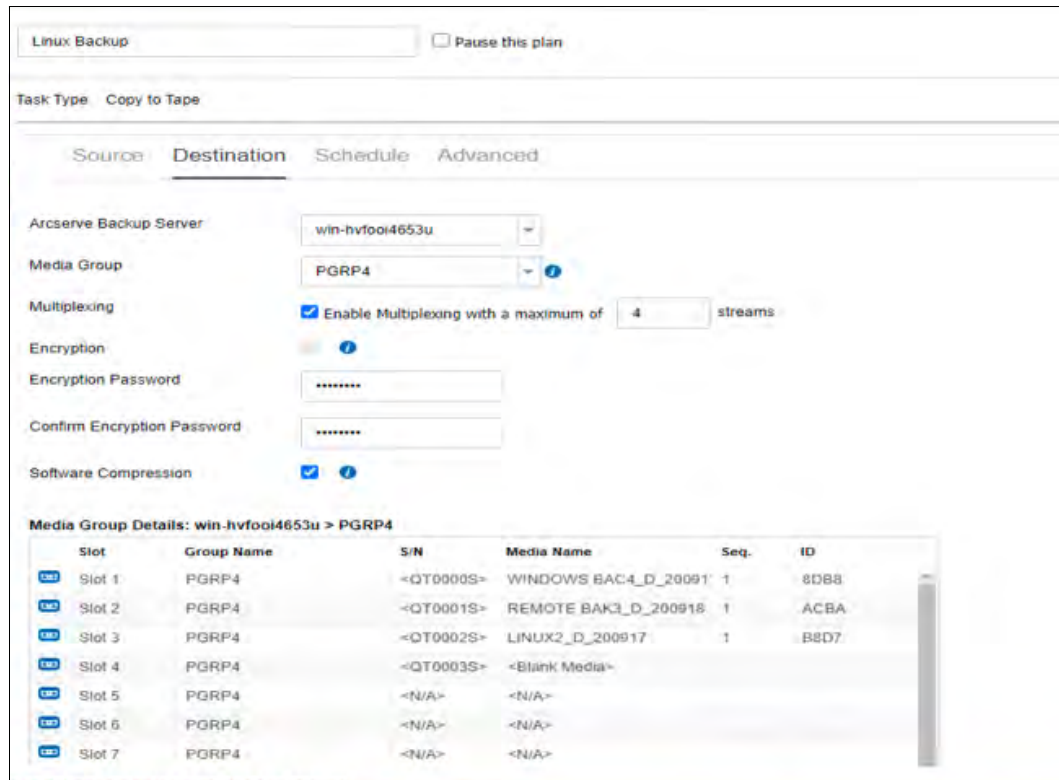 Linux Backup Pause this plan
Task Type Copy to Tape
Source Destination Schedule Advanced
Arcserve Backup Server win-hvfooi4653u
Media Group PGRP4
Multiplexing Enable Multiplexing with a maximum of 4 streams
Encryption
Encryption Password ••••••••
Confirm Encryption Password ••••••••
Software Compression
Media Group Details: win-hvfooi4653u > PGRP4
Slot Group Name S/N Media Name Seq. ID
Slot 1 PGRP4 <QT0000S> WINDOWS BAC4_D_20091 1 8DB8
Slot 2 PGRP4 <QT0001S> REMOTE BAK3_D_200918 1 ACBA
Slot 3 PGRP4 <QT0002S> LINUX2_D_200917 1 B8D7
Slot 4 PGRP4 <QT0003S> <Blank Media>
Slot 5 PGRP4 <N/A> <N/A>
Slot 6 PGRP4 <N/A> <N/A>
Slot 7 PGRP4 <N/A> <N/A>